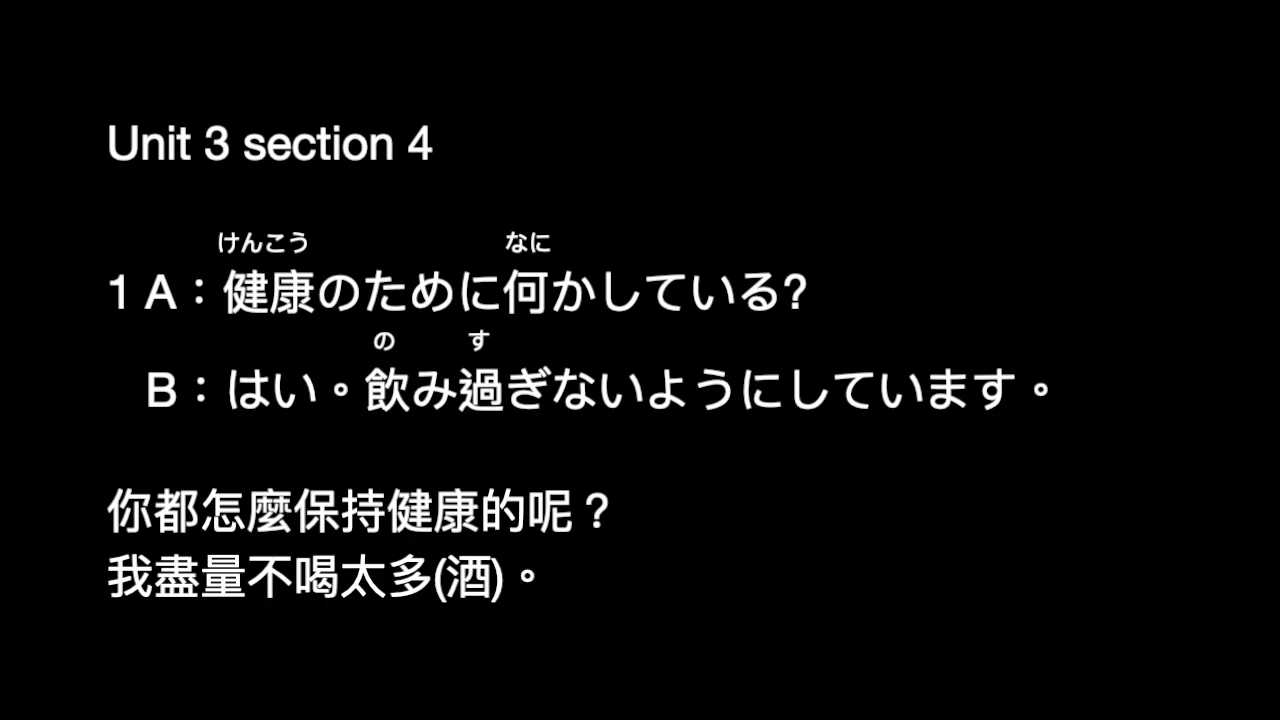 Unit 3 section 4
けんこう なに
1 A：健康のために何かしている?
の す
B：はい。飲み過ぎないようにしています。
你都怎麼保持健康的呢？
我盡量不喝太多(酒)。